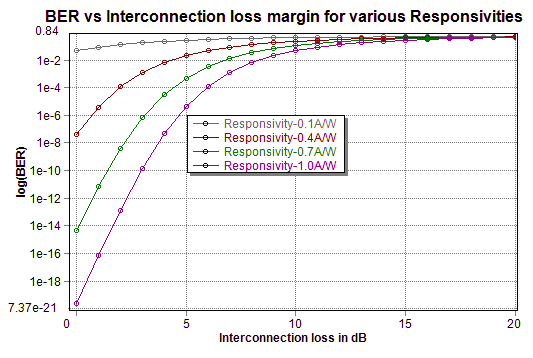 BER vs Interconnection loss margin for various Responsivities
0.84
1e-2
1e-4
1e-6
1e-8
1e-10
1e-12
1e-14
1e-16
1e-18
7.37e-21
log(BER)
Responsivity-0.1A/W
Responsivity-0.4A/W
Responsivity-0.7A/W
Responsivity-1.0A/W
0 5 10 15 20
Interconnection loss in dB